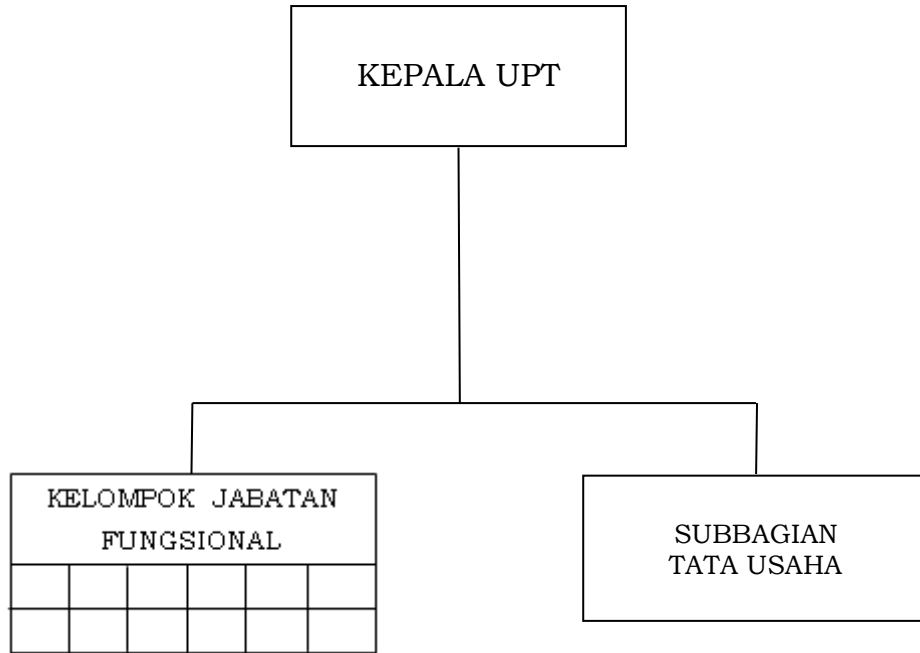 KEPALA UPT
KELOMPOK JABATAN
FUNGSIONAL
SUBBAGIAN
TATA USAHA